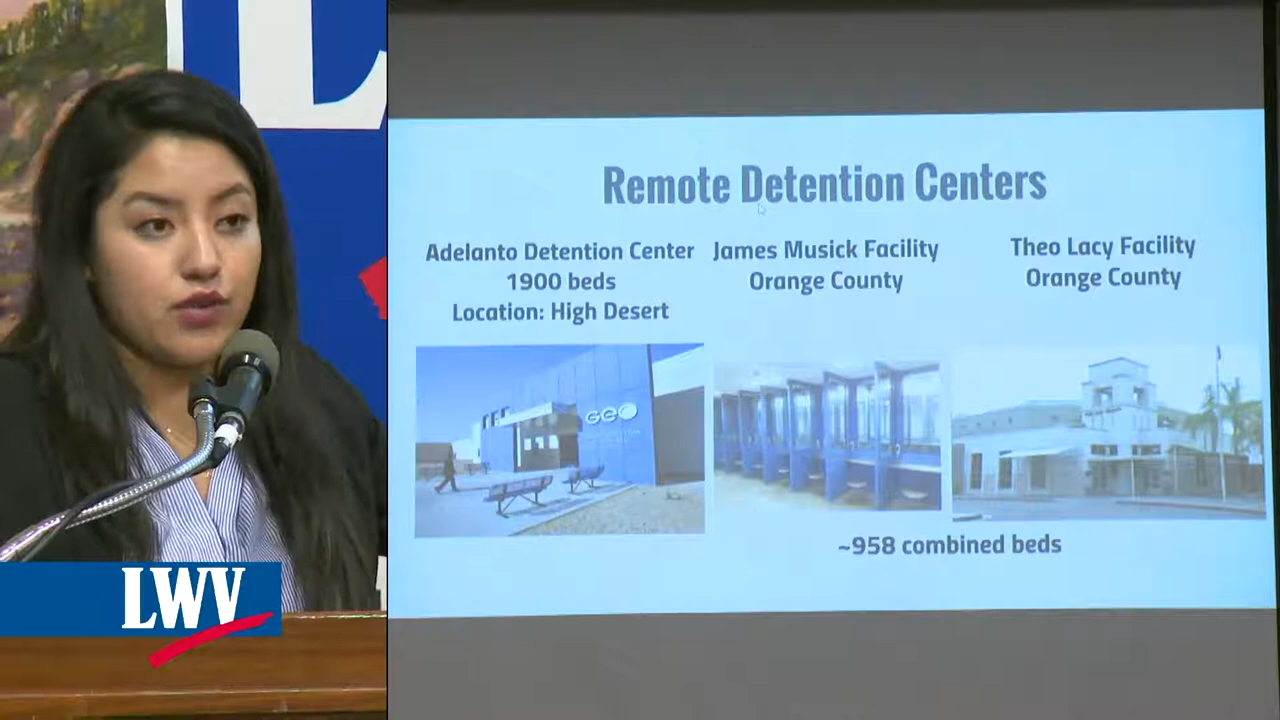 LWV
Remote Detention Centers
Adelanto Detention Center
1900 beds
Location: High Desert
James Musick Facility
Orange County
Theo Lacy Facility
Orange County
GEO
~958 combined beds